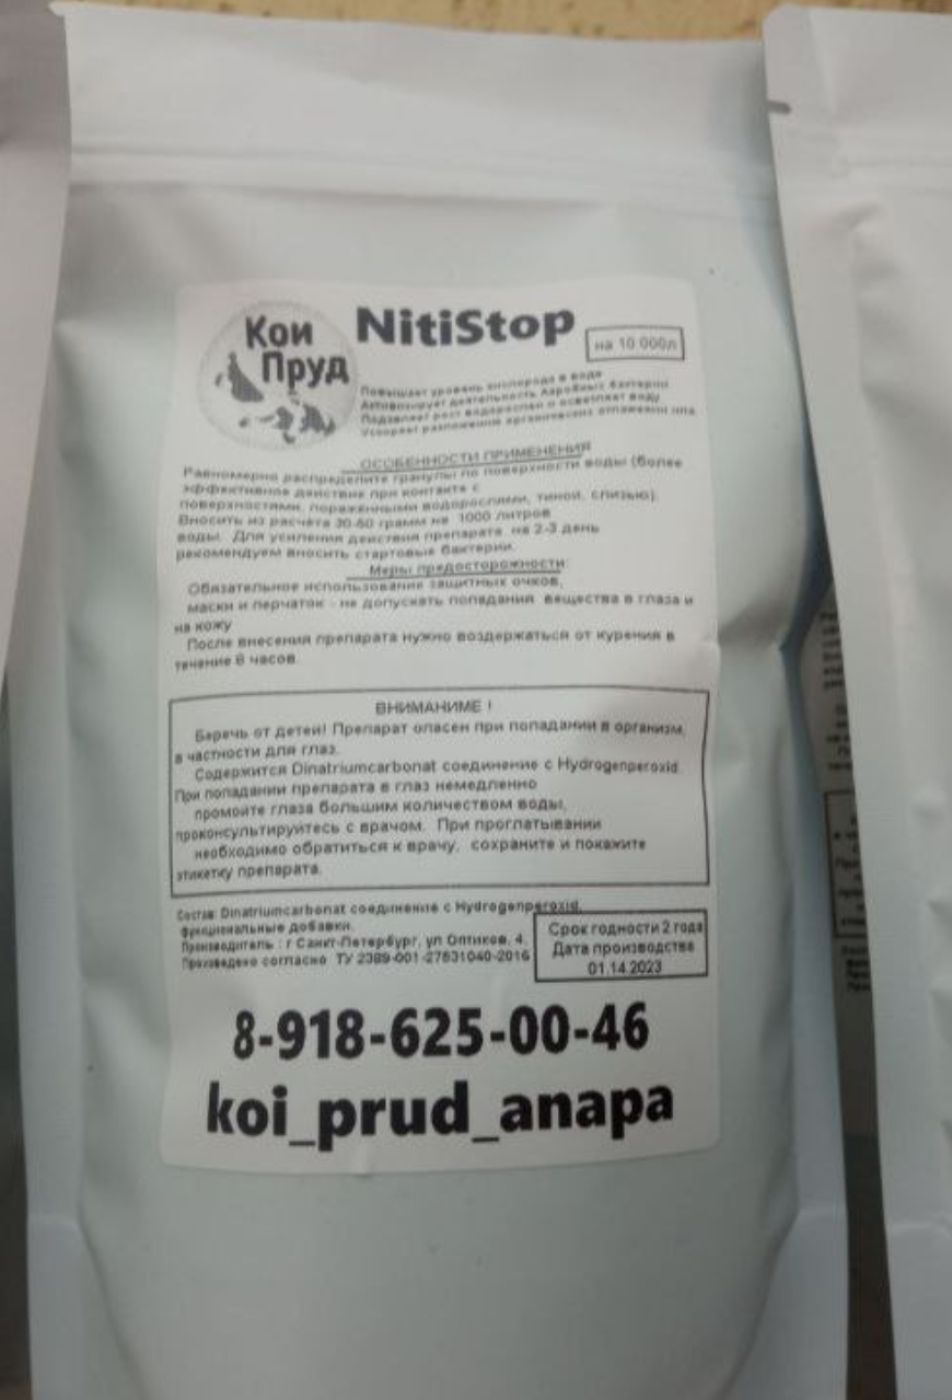 Кои
Пруд
NitiStop
на 10 000л
Повышает уровень кислорода в воде
Активизирует деятельность Аэробных бактерии
Подавляет рост водорослеи и осветляет воду
Ускоряет разложение органических отложении ила
ОСОБЕННОСТИ ПРИМЕНЕНИЯ
Равномерно распределите гранулы по поверхности воды (более
эффективное действие при контакте с
поверхностями, пораженными водорослями, тиной, слизью).
Вносить из расчета 30-50 грамм на 1000 литров
воды. Для усиления действия препарата на 2-3 день
рекомендуем вносить стартовые бактерии.
Меры предосторожности:
Обязательное использование защитных очков,
маски и перчаток - не допускать попадания вещества в глаза и
на кожу
После внесения препарата нужно воздержаться от курения в
течение 6 часов.
ВНИМАНИМЕ !
Беречь от детей! Препарат опасен при попадании в организм,
в частности для глаз.
Содержится Dinatriumcarbonat соединение с Hydrogenperoxid.
При попадании препарата в глаз немедленно
промойте глаза большим количеством воды,
проконсультируйтесь с врачом. При проглатывании
необходимо обратиться к врачу, сохраните и покажите
этикетку препарата.
Состав: Dinatriumcarbonat соединение с Hydrogenperoxid,
добавки.
Производитель : г Санкт-Петербург, ул Оптиков, 4.
Произведено согласно ТУ 2389-001-27631040-2016
Срок годности 2 года
Дата производства
01.14.2023
8-918-625-00-46
koi_prud_anapa